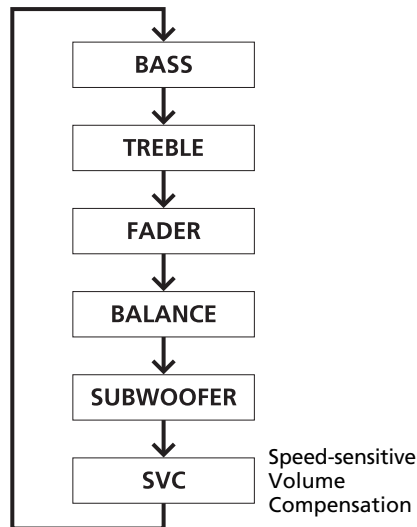 BASS
TREBLE
FADER
BALANCE
SUBWOOFER
SVC
Speed-sensitive
Volume
Compensation